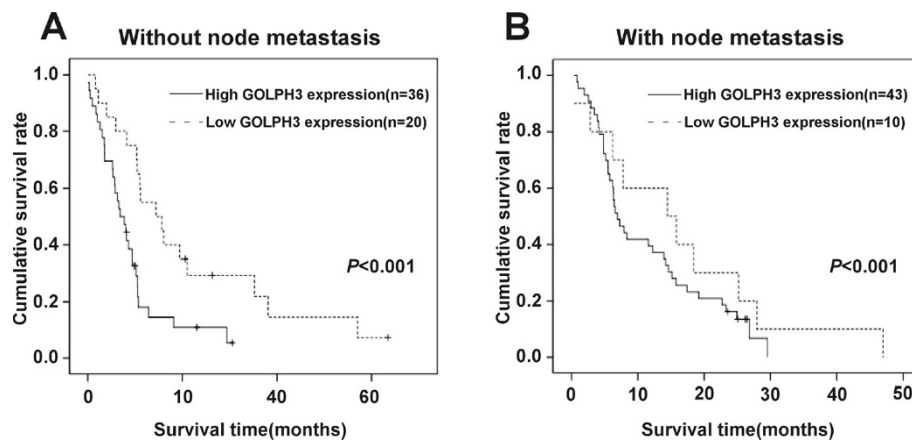 A
Without node metastasis
Cumulative survival rate
1.0
0.8
0.6
0.4
0.2
0.0
High GOLPH3 expression(n=36)
Low GOLPH3 expression(n=20)
P<0.001
0
10
10
60
Survival time(months)
B
With node metastasis
Cumulative survival rate
1.0
0.8
0.6
0.4
0.2
0.0
High GOLPH3 expression(n=43)
Low GOLPH3 expression(n=10)
P<0.001
0
10
20
30
50
Survival time(months)